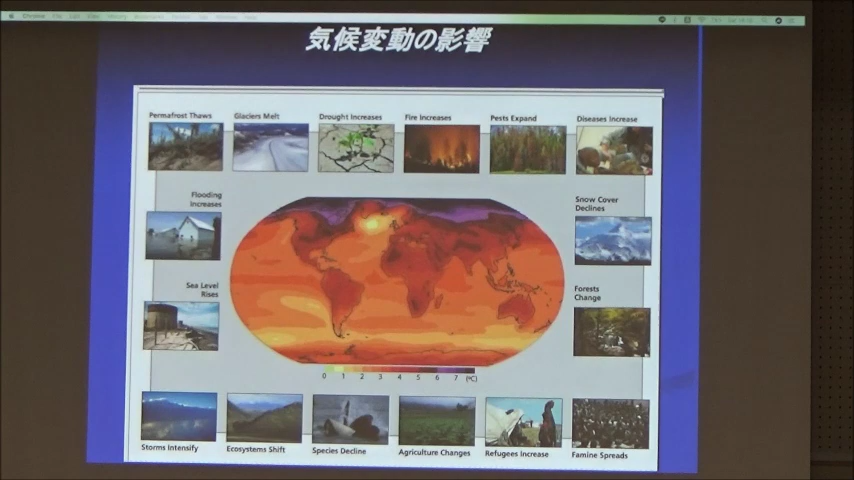 気候変動の影響
Permafrost Thaws
Glaciers Melt
Drought Increases
Fire Increases
Pests Expand
Diseases Increase
Flooding
Increases
Snow Cover
Declines
Sea Level
Rises
Forests
Change
0 1 2 3 4 5 6 7 (ºC)
Storms Intensify
Ecosystems Shift
Species Decline
Agriculture Changes
Refugees Increase
Famine Spreads